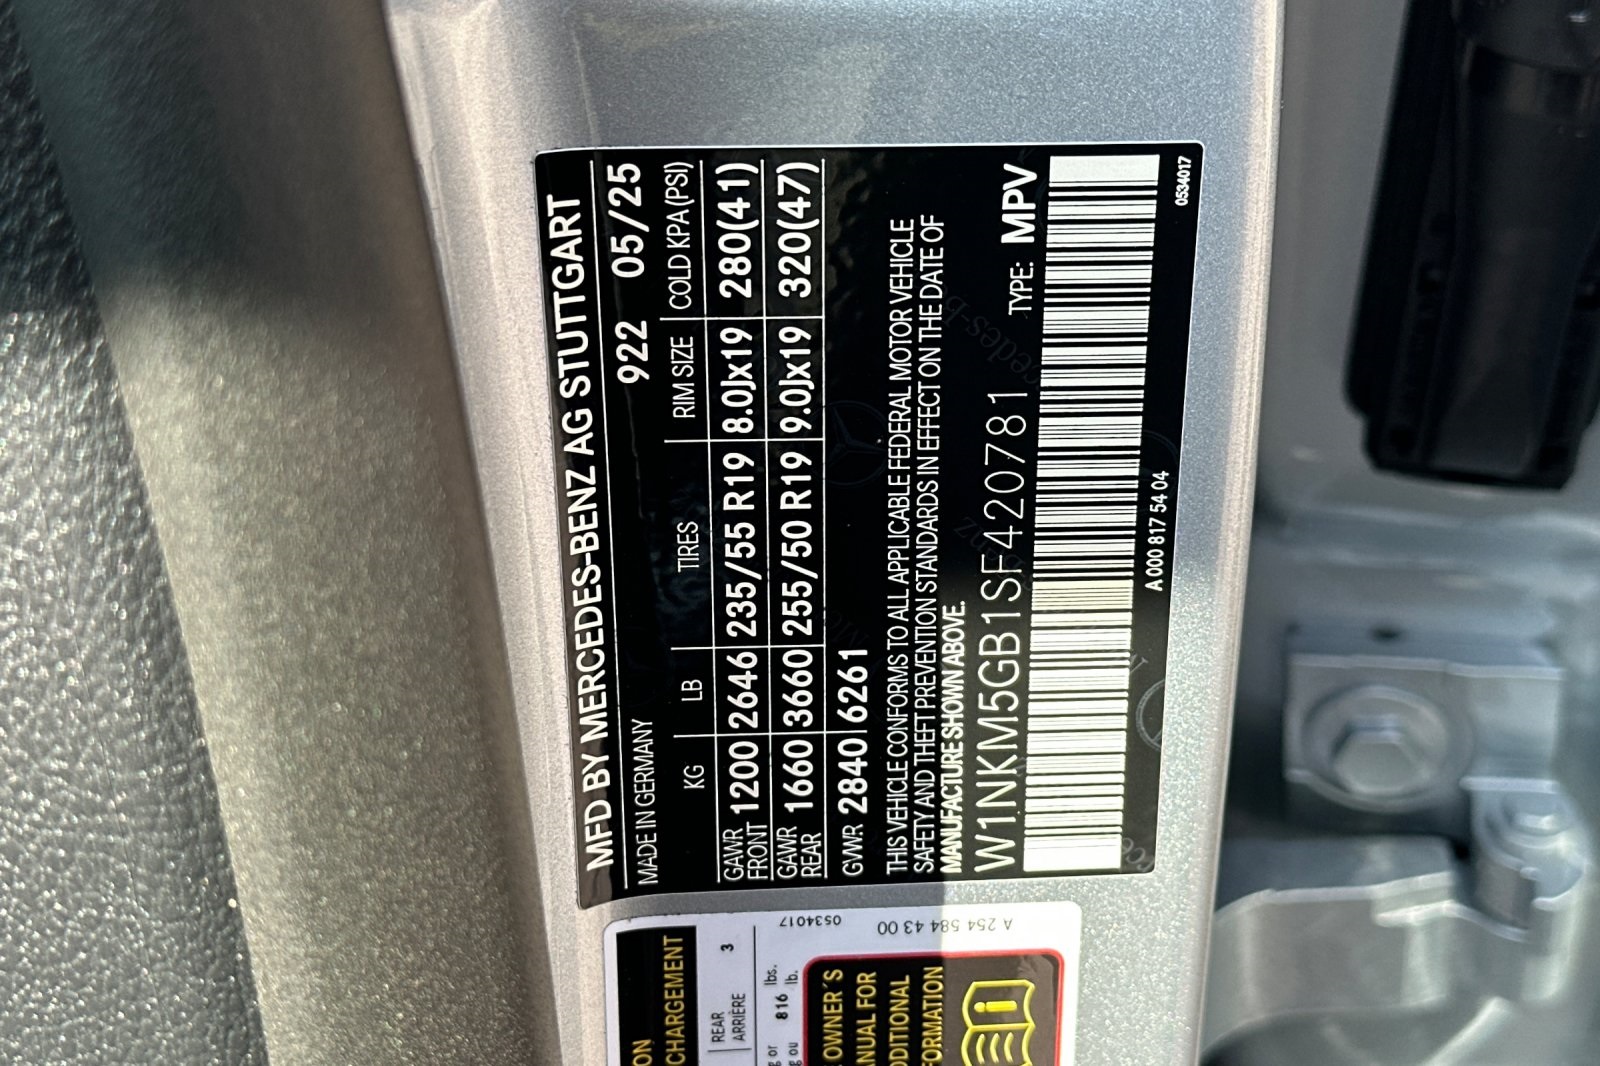 MFD BY MERCEDES-BENZ AG STUTTGART
MADE IN GERMANY 922 05/25
KG LB TIRES RIM SIZE COLD KPA(PSI)
GAWR
FRONT 1200 2646 235/55 R19 8.0Jx19 280(41)
GAWR
REAR 1660 3660 255/50 R19 9.0Jx19 320(47)
GVWR 2840 6261
THIS VEHICLE CONFORMS TO ALL APPLICABLE FEDERAL MOTOR VEHICLE
SAFETY AND THEFT PREVENTION STANDARDS IN EFFECT ON THE DATE OF
MANUFACTURE SHOWN ABOVE.
W1NKM5GB1SF420781 TYPE: MPV
A 000 817 54 04 0534017
CHARGEMENT
REAR
ARRIÈRE 3
816 lbs.
lb.
0534017
A 254 584 43 00
OWNER'S